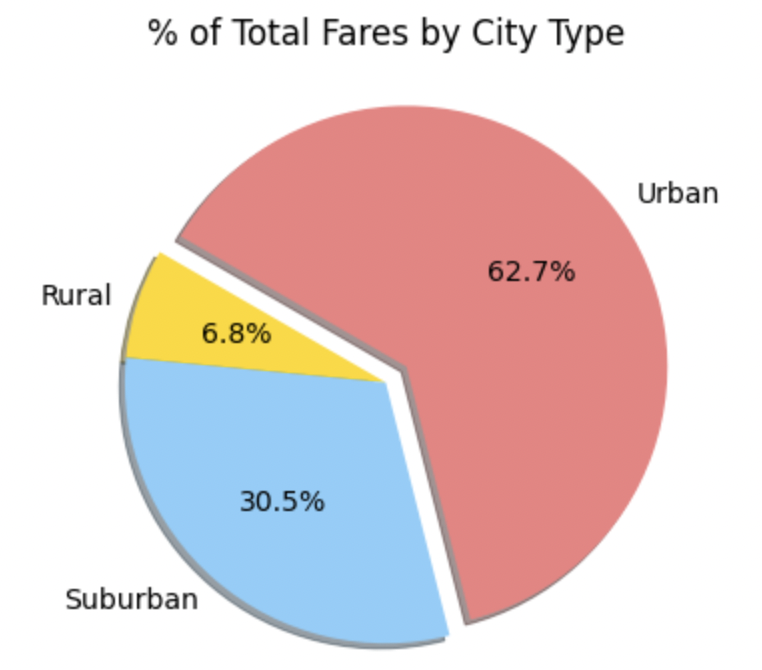 % of Total Fares by City Type
Urban
62.7%
Rural
6.8%
30.5%
Suburban